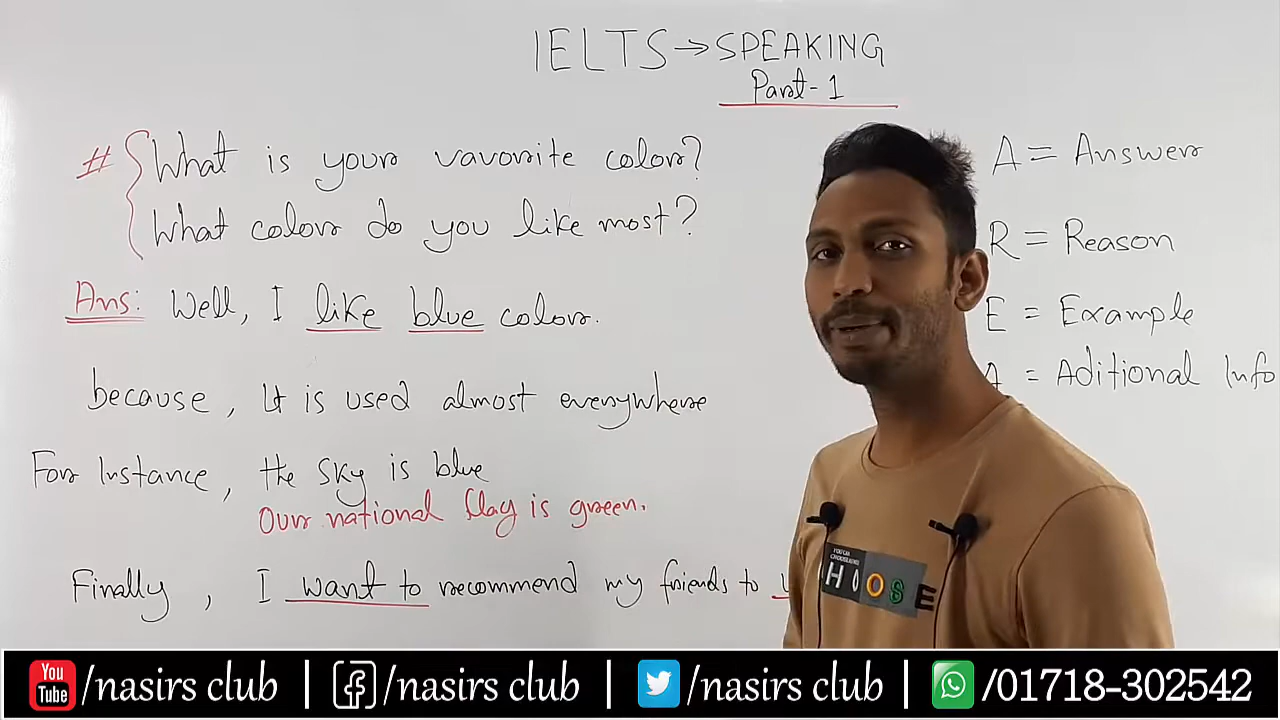 IELTS → SPEAKING
Part-1
# { What is your vavorite color?
What color do you like most?
Ans: Well, I like blue color.
because, It is used almost everywhere
For Instance, the sky is blue
Our national flag is green.
Finally, I want to recommend my friends to
A = Answer
R = Reason
E = Example
A = Aditional Info
HOOSE
You Tube /nasirs club | f /nasirs club | /nasirs club | /01718-302542